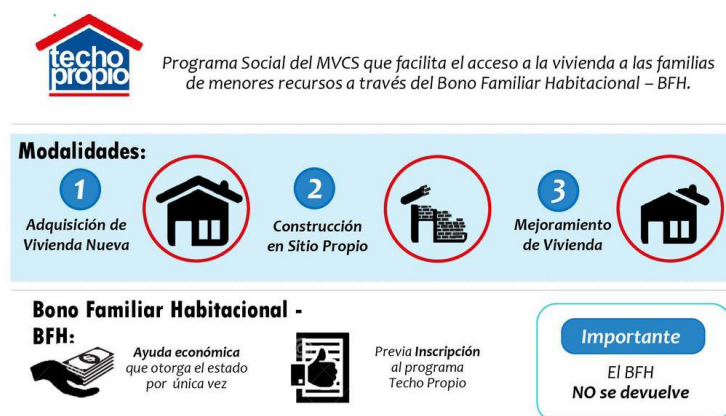 techo
propio
Programa Social del MVCS que facilita el acceso a la vivienda a las familias
de menores recursos a través del Bono Familiar Habitacional – BFH.
Modalidades:
1
Adquisición de
Vivienda Nueva
2
Construcción
en Sitio Propio
3
Mejoramiento
de Vivienda
Bono Familiar Habitacional -
BFH:
Ayuda económica
que otorga el estado
por única vez
Previa Inscripción
al programa
Techo Propio
Importante
El BFH
NO se devuelve